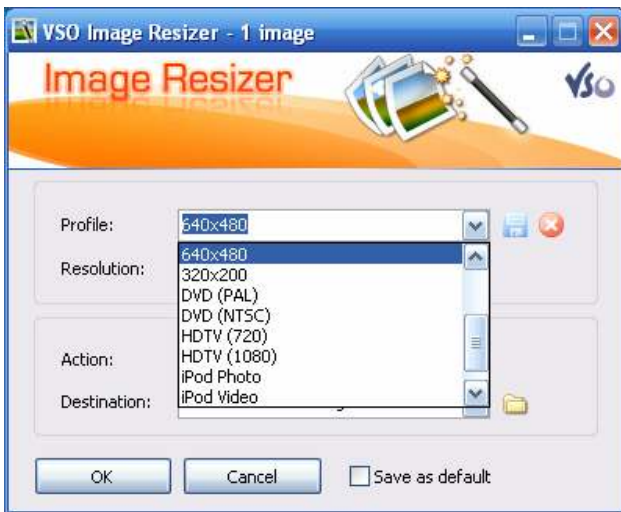 VSO Image Resizer - 1 image
Image Resizer
VSO
Profile:
640x480
640x480
320x200
DVD (PAL)
DVD (NTSC)
HDTV (720)
HDTV (1080)
iPod Photo
iPod Video
Resolution:
Action:
Destination:
OK
Cancel
Save as default